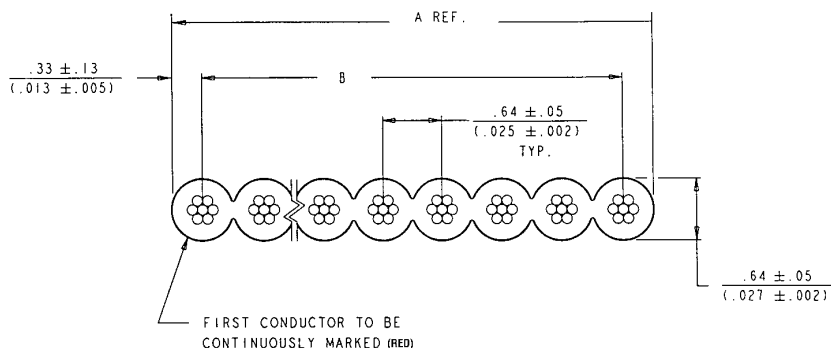 A REF.
.33 ±.13
(.013 ±.005)
B
.64 ±.05
(.025 ±.002)
TYP.
.64 ±.05
(.027 ±.002)
FIRST CONDUCTOR TO BE
CONTINUOUSLY MARKED (RED)